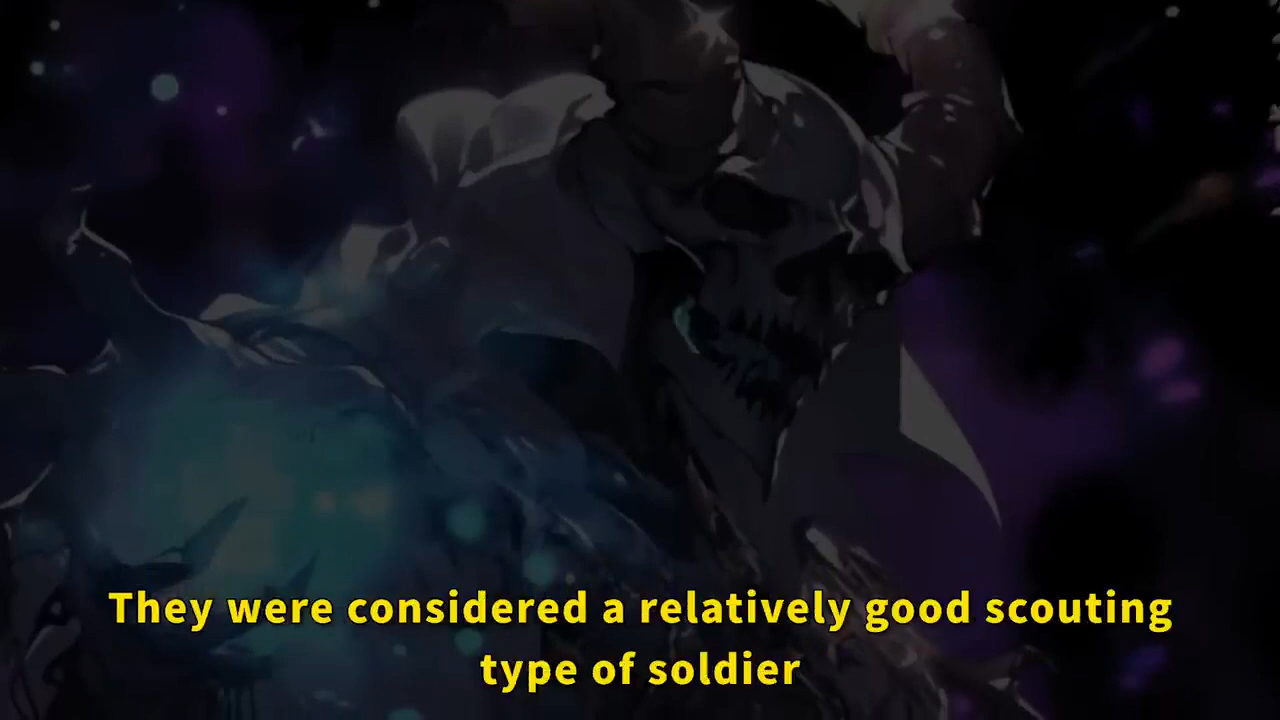 They were considered a relatively good scouting
type of soldier